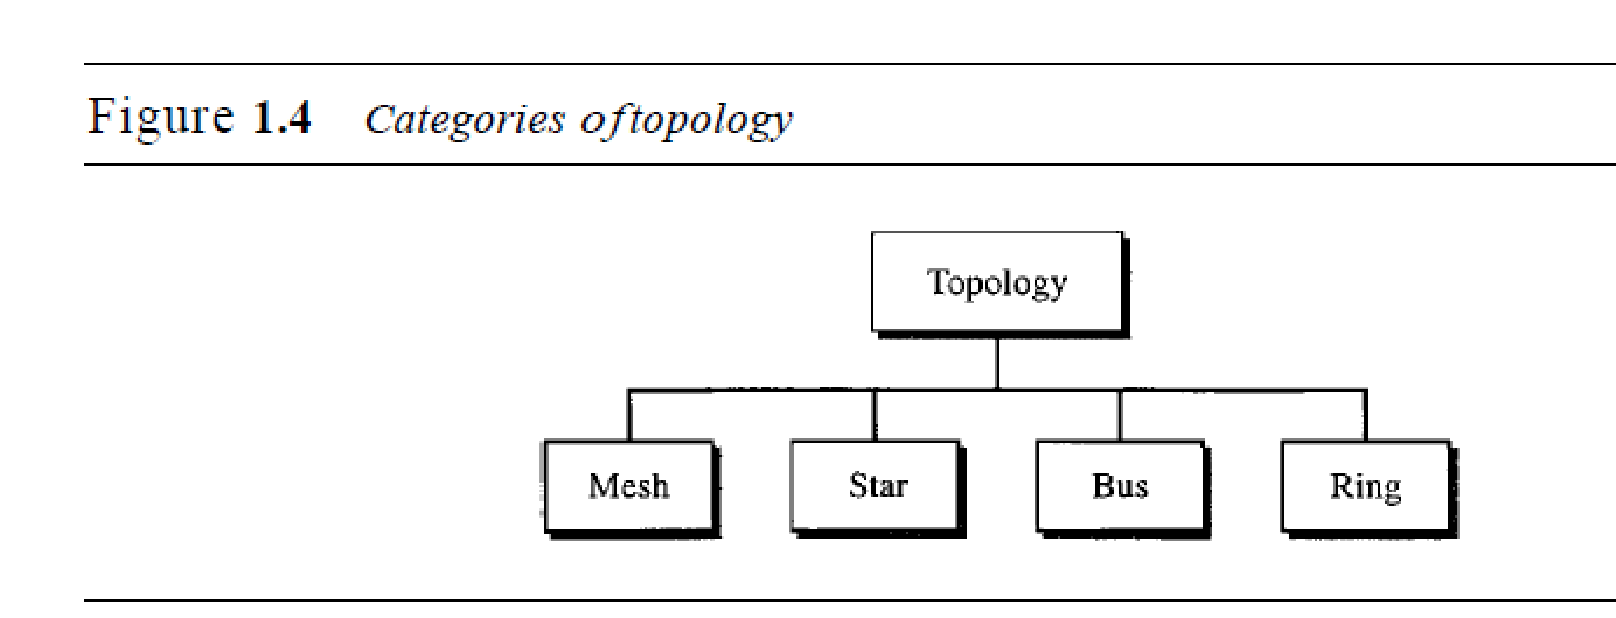 Figure 1.4 Categories oftopology
Topology
Mesh Star Bus Ring